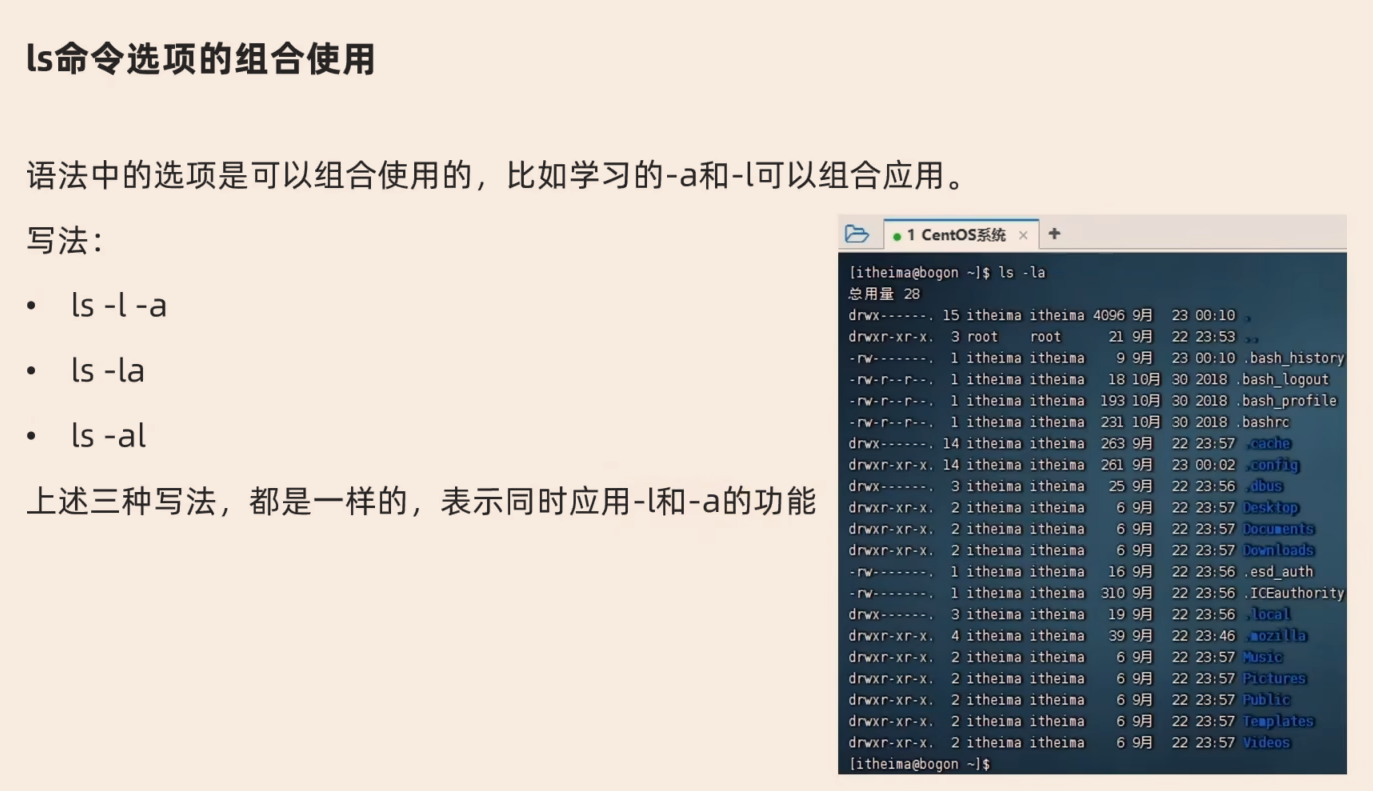 ls命令选项的组合使用
语法中的选项是可以组合使用的，比如学习的-a和-l可以组合应用。
写法：
• ls -l -a
• ls -la
• ls -al
上述三种写法，都是一样的，表示同时应用-l和-a的功能
1 CentOS系统 × +
[itheima@bogon ~]$ ls -la
总用量 28
drwx------. 15 itheima itheima 4096 9月  23 00:10 .
drwxr-xr-x.  3 root    root      21 9月  22 23:53 ..
-rw-------.  1 itheima itheima    9 9月  23 00:10 .bash_history
-rw-r--r--.  1 itheima itheima   18 10月 30 2018 .bash_logout
-rw-r--r--.  1 itheima itheima  193 10月 30 2018 .bash_profile
-rw-r--r--.  1 itheima itheima  231 10月 30 2018 .bashrc
drwx------. 14 itheima itheima  263 9月  22 23:57 .cache
drwxr-xr-x. 14 itheima itheima  261 9月  23 00:02 .config
drwx------.  3 itheima itheima   25 9月  22 23:56 .dbus
drwxr-xr-x.  2 itheima itheima    6 9月  22 23:57 Desktop
drwxr-xr-x.  2 itheima itheima    6 9月  22 23:57 Documents
drwxr-xr-x.  2 itheima itheima    6 9月  22 23:57 Downloads
-rw-------.  1 itheima itheima   16 9月  22 23:56 .esd_auth
-rw-------.  1 itheima itheima  310 9月  22 23:56 .ICEauthority
drwx------.  3 itheima itheima   19 9月  22 23:56 .local
drwxr-xr-x.  4 itheima itheima   39 9月  22 23:46 .mozilla
drwxr-xr-x.  2 itheima itheima    6 9月  22 23:57 Music
drwxr-xr-x.  2 itheima itheima    6 9月  22 23:57 Pictures
drwxr-xr-x.  2 itheima itheima    6 9月  22 23:57 Public
drwxr-xr-x.  2 itheima itheima    6 9月  22 23:57 Templates
drwxr-xr-x.  2 itheima itheima    6 9月  22 23:57 Videos
[itheima@bogon ~]$